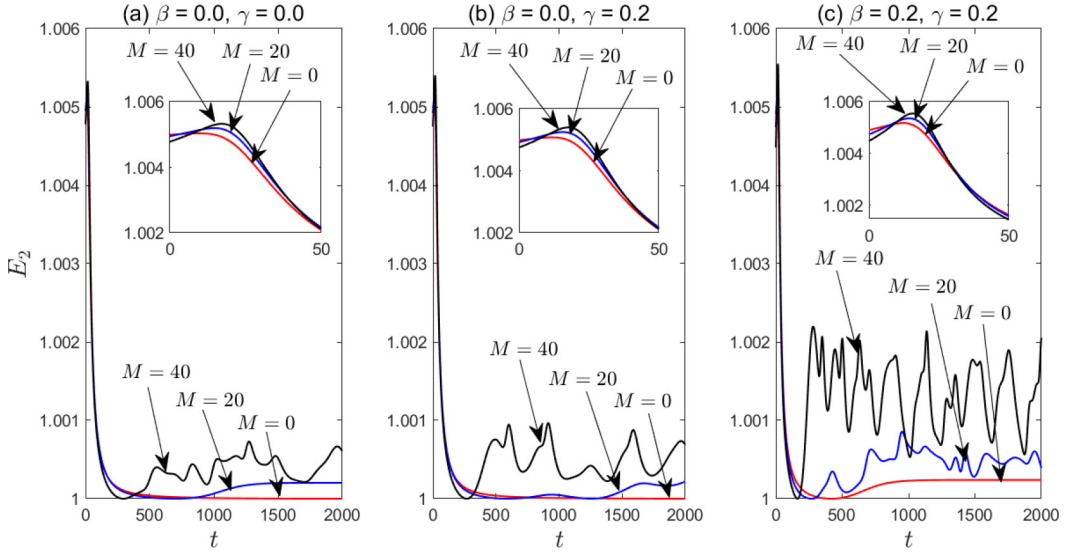 (a) β = 0.0, γ = 0.0
1.006
1.005
1.004
1.003
1.002
1.001
1
E₂
0
500
1000
1500
2000
t
M = 40
M = 20
M = 0
1.006
1.004
1.002
0
50
M = 40
M = 20
M = 0
(b) β = 0.0, γ = 0.2
1.006
1.005
1.004
1.003
1.002
1.001
1
0
500
1000
1500
2000
t
M = 40
M = 20
M = 0
1.006
1.004
1.002
0
50
M = 40
M = 20
M = 0
(c) β = 0.2, γ = 0.2
1.006
1.005
1.004
1.003
1.002
1.001
1
0
500
1000
1500
2000
t
M = 40
M = 20
M = 0
1.006
1.004
1.002
0
50
M = 40
M = 20
M = 0